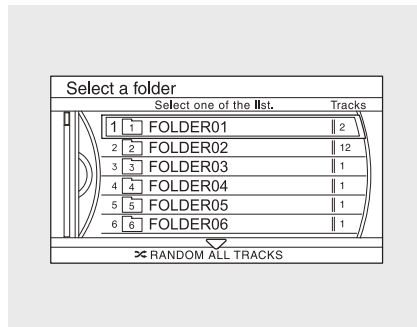 Select a folder
Select one of the list. Tracks
1 1 FOLDER01 2
2 2 FOLDER02 12
3 3 FOLDER03 1
4 4 FOLDER04 1
5 5 FOLDER05 1
6 6 FOLDER06 1
RANDOM ALL TRACKS